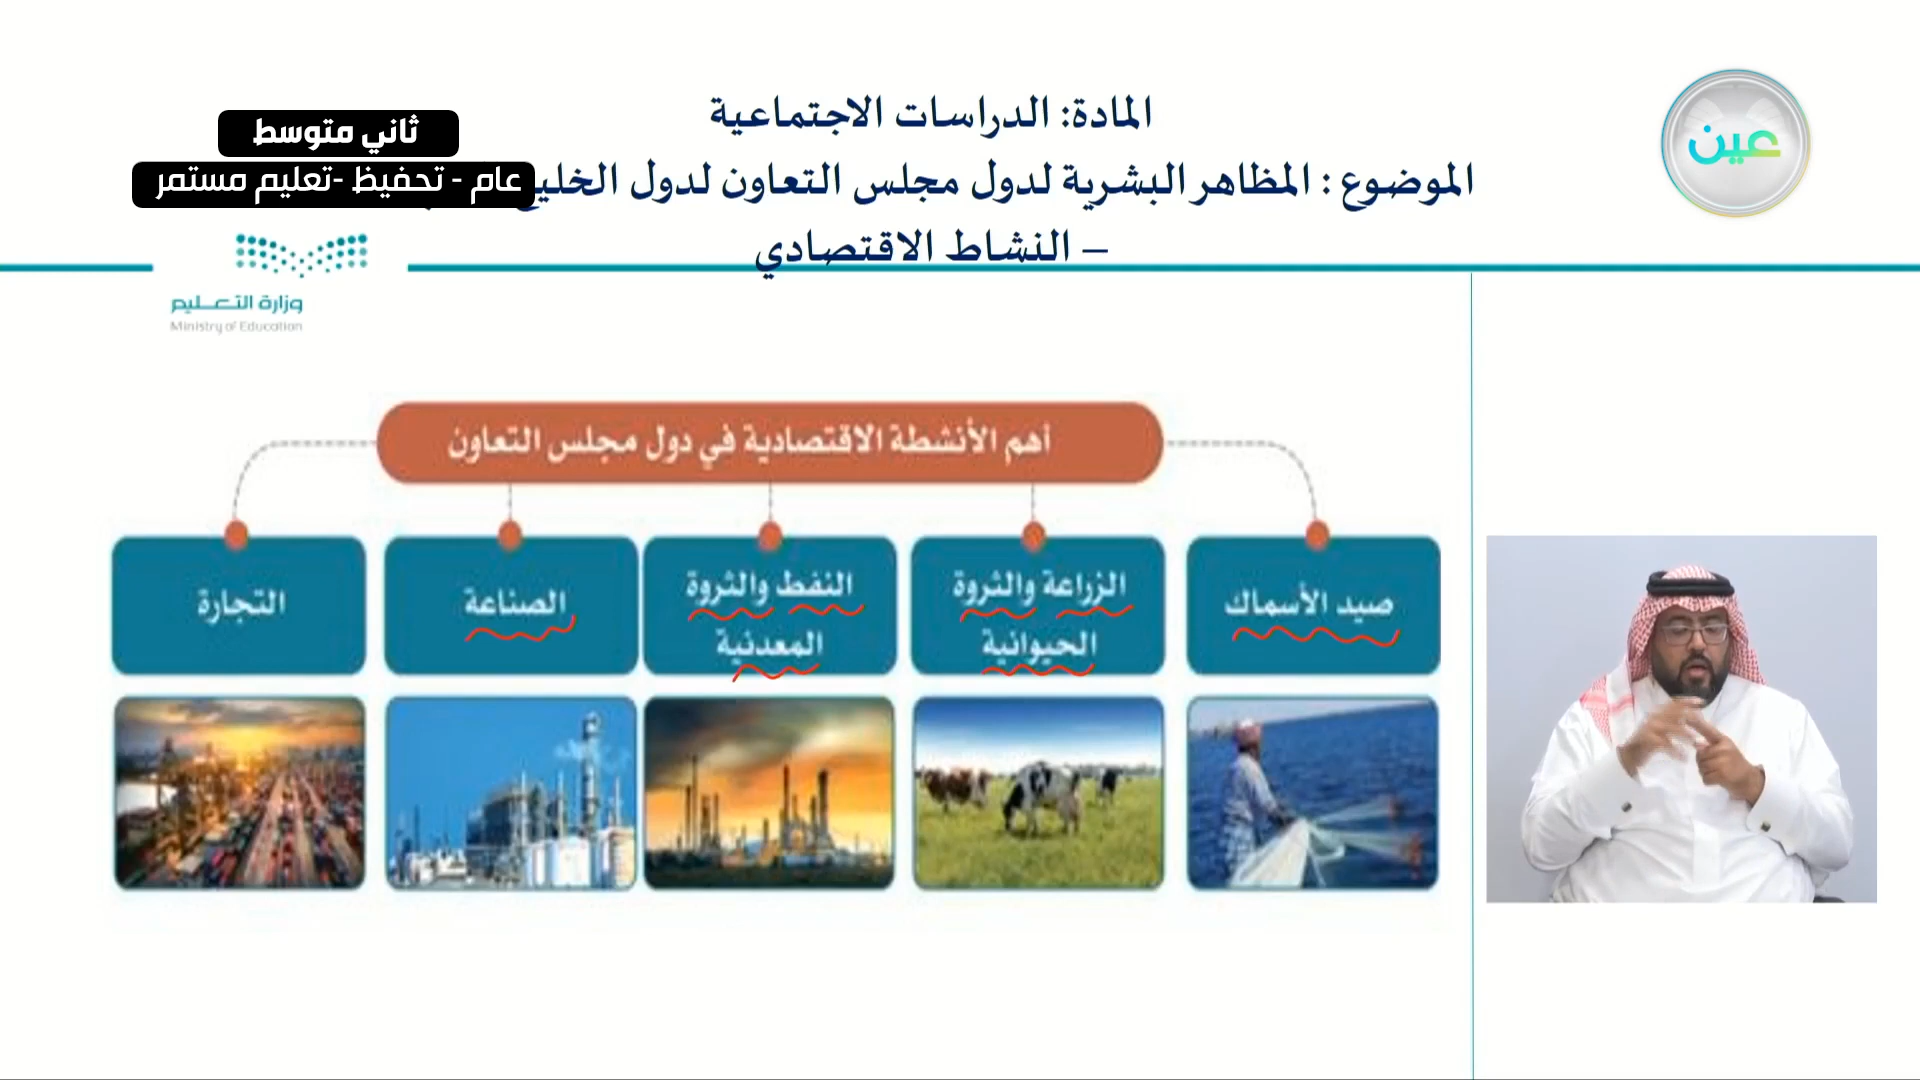 المادة: الدراسات الاجتماعية
الموضوع : المظاهر البشرية لدول مجلس التعاون لدول الخليج
– النشاط الاقتصادي
عين
ثاني متوسط
عام - تحفيظ -تعليم مستمر
وزارة التعليم
Ministry of Education
أهم الأنشطة الاقتصادية في دول مجلس التعاون
صيد الأسماك
الزراعة والثروة
الحيوانية
النفط والثروة
المعدنية
الصناعة
التجارة